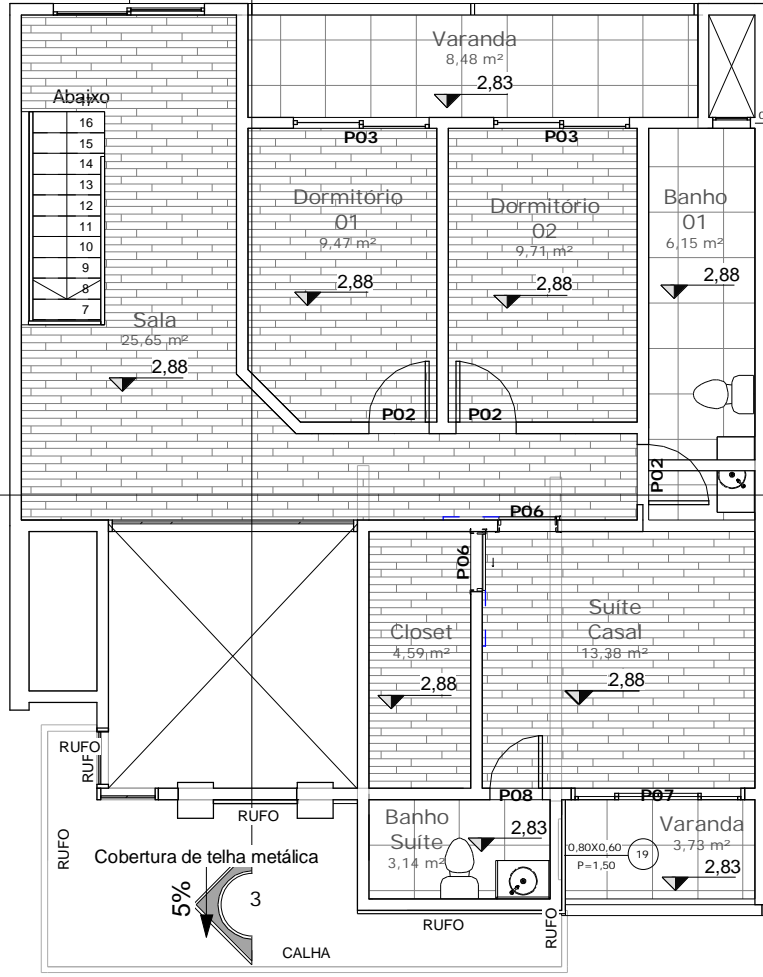 Varanda
8,48 m²
2,83
Abaixo
17
16
15
14
13
12
11
10
9
8
7
P03
P03
Dormitório
01
9,47 m²
2,88
Dormitório
02
9,71 m²
2,88
Banho
01
6,15 m²
2,88
Sala
25,65 m²
2,88
P02
P02
P02
P06
P06
Closet
4,59 m²
2,88
Suíte
Casal
13,38 m²
2,88
RUFO
RUFO
RUFO
RUFO
P08
P07
Banho
Suíte
3,14 m²
2,83
0,80X0,60
P=1,50
19
Varanda
3,73 m²
2,83
Cobertura de telha metálica
5%
3
CALHA
RUFO
RUFO